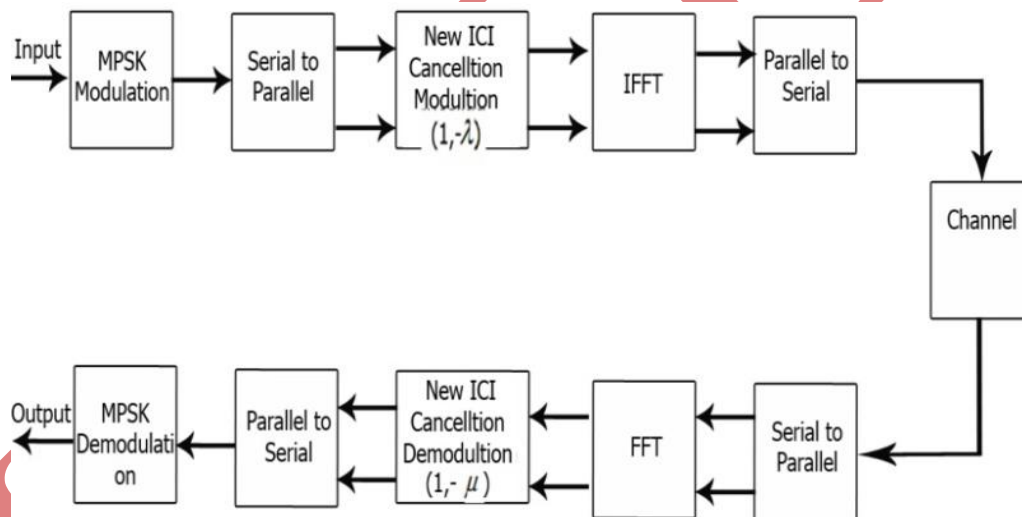 Input
MPSK
Modulation
Serial to
Parallel
New ICI
Cancelltion
Modultion
(1,-λ)
IFFT
Parallel to
Serial
Channel
Output
MPSK
Demodulati
on
Parallel to
Serial
New ICI
Cancelltion
Demodultion
(1,- μ)
FFT
Serial to
Parallel